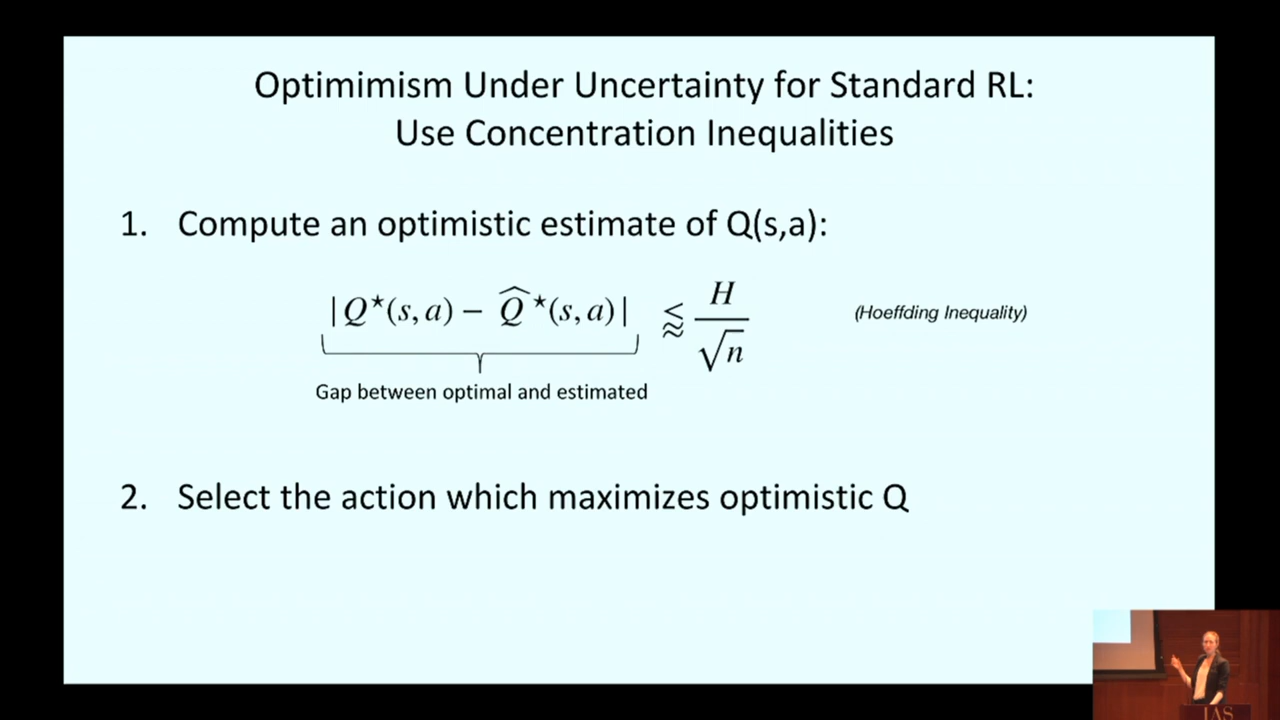 Optimimism Under Uncertainty for Standard RL:
Use Concentration Inequalities
1. Compute an optimistic estimate of Q(s,a):
|Q★(s, a) − Q̂★(s, a)| ⪅ H/√n
(Hoeffding Inequality)
Gap between optimal and estimated
2. Select the action which maximizes optimistic Q
IAS